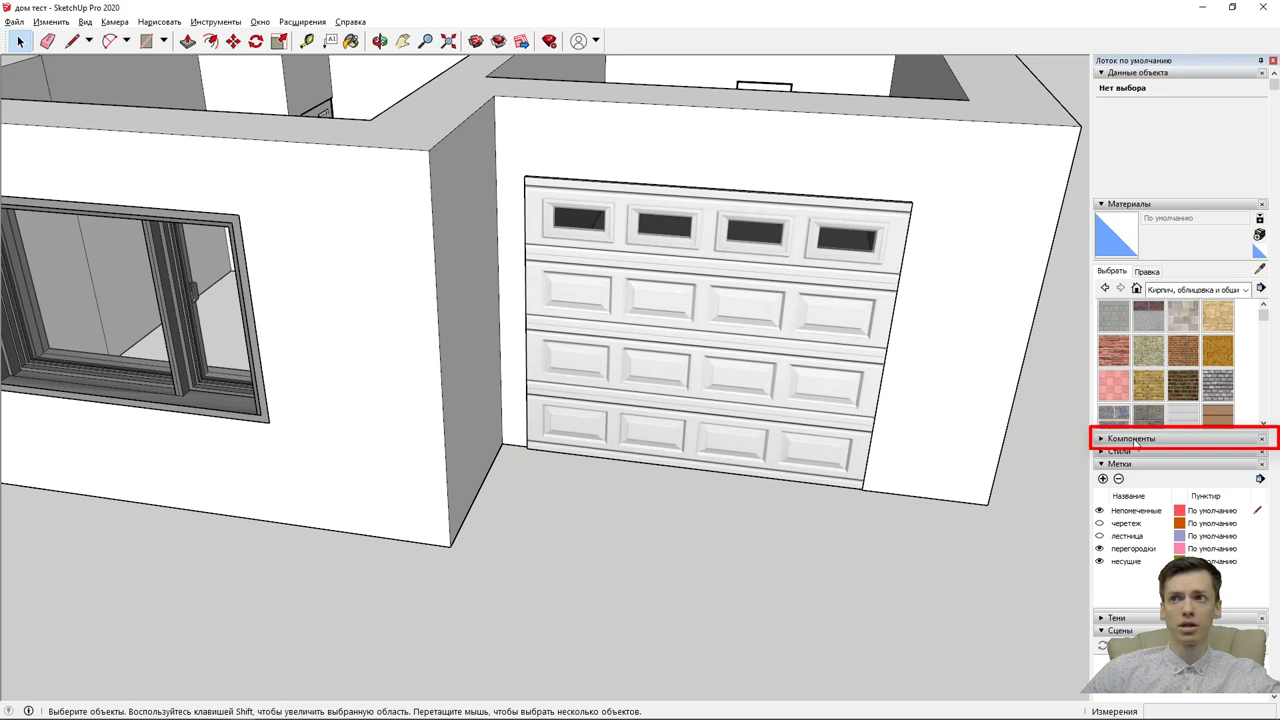 дом тест - SketchUp Pro 2020
Файл Изменить Вид Камера Нарисовать Инструменты Окно Расширения Справка
Лоток по умолчанию
Данные объекта
Нет выбора
Материалы
По умолчанию
Выбрать Правка
Кирпич, облицовка и обши
Компоненты
Стили
Метки
Название Пунктир
Непомеченные По умолчанию
черетеж По умолчанию
лестница По умолчанию
перегородки По умолчанию
несущие По умолчанию
Тени
Сцены
Выберите объекты. Воспользуйтесь клавишей Shift, чтобы увеличить выбранную область. Перетащите мышь, чтобы выбрать несколько объектов.
Измерения